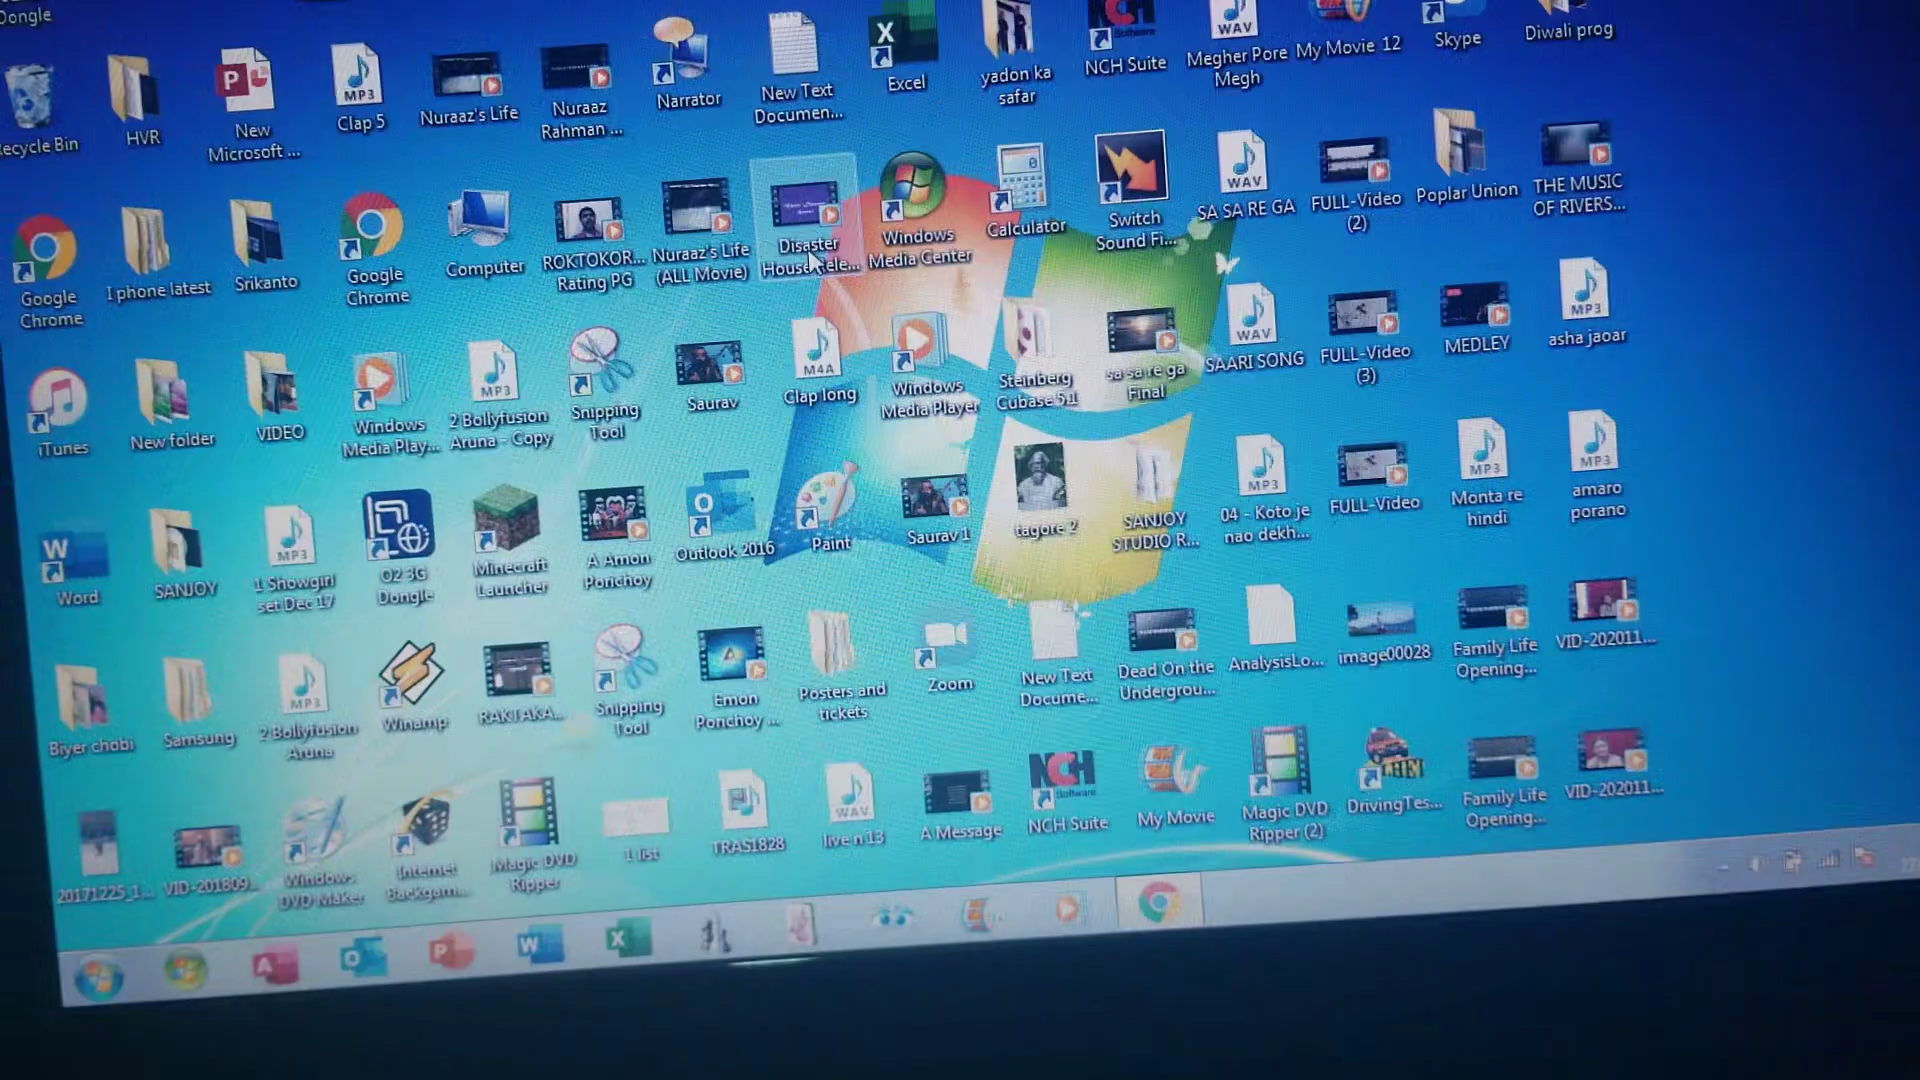 Dongle
Recycle Bin
HVR
New
Microsoft ...
Clap 5
Nuraaz's Life
Nuraaz
Rahman ...
Narrator
New Text
Documen...
Excel
yadon ka
safar
NCH Suite
Megher Pore
Megh
My Movie 12
Skype
Diwali prog
Google
Chrome
I phone latest
Srikanto
Google
Chrome
Computer
ROKTOKOR...
Rating PG
Nuraaz's Life
(ALL Movie)
Disaster
Windows
Media Center
Calculator
Switch
Sound Fi...
SA SA RE GA
FULL-Video
(2)
Poplar Union
THE MUSIC
OF RIVERS...
iTunes
New folder
VIDEO
Windows
Media Play...
2 Bollyfusion
Aruna - Copy
Snipping
Tool
Saurav
Clap long
Windows
Media Player
Steinberg
Cubase 5.1
sa sa re ga
Final
SAARI SONG
FULL-Video
(3)
MEDLEY
asha jaoar
Word
SANJOY
1 Showgirl
set Dec 17
O2 3G
Dongle
Minecraft
Launcher
A Amon
Ponchoy
Outlook 2016
Paint
Saurav 1
tagore 2
SANJOY
STUDIO R...
04 - Koto je
nao dekh...
FULL-Video
Monta re
hindi
amaro
porano
Biyer chobi
Samsung
2 Bollyfusion
Aruna
Winamp
RAKTAKA...
Snipping
Tool
Emon
Ponchoy ...
Posters and
tickets
Zoom
New Text
Docume...
Dead On the
Undergrou...
AnalysisLo...
image00028
Family Life
Opening...
VID-202011...
20171225_1...
VID-201809...
Windows
DVD Maker
Internet
Backgam...
Magic DVD
Ripper
1 list
TRAS1828
live n 13
A Message
NCH Suite
My Movie
Magic DVD
Ripper (2)
DrivingTes...
Family Life
Opening...
VID-202011...